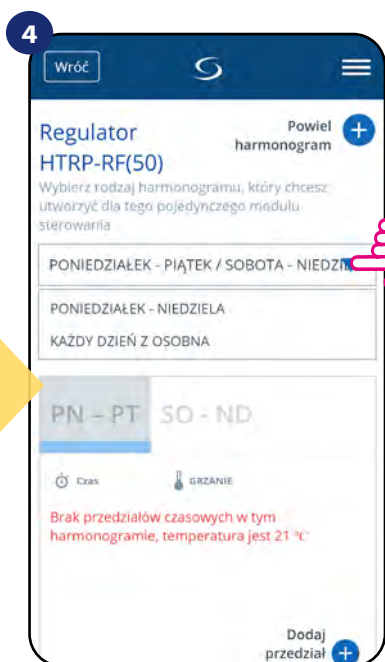 4
Wróć
Regulator
HTRP-RF(50)
Powiel
harmonogram
Wybierz rodzaj harmonogramu, który chcesz
utworzyć dla tego pojedynczego modułu
sterowania
PONIEDZIAŁEK - PIĄTEK / SOBOTA - NIEDZI
PONIEDZIAŁEK - NIEDZIELA
KAŻDY DZIEŃ Z OSOBNA
PN – PT SO - ND
Czas GRZANIE
Brak przedziałów czasowych w tym
harmonogramie, temperatura jest 21 °C
Dodaj
przedział